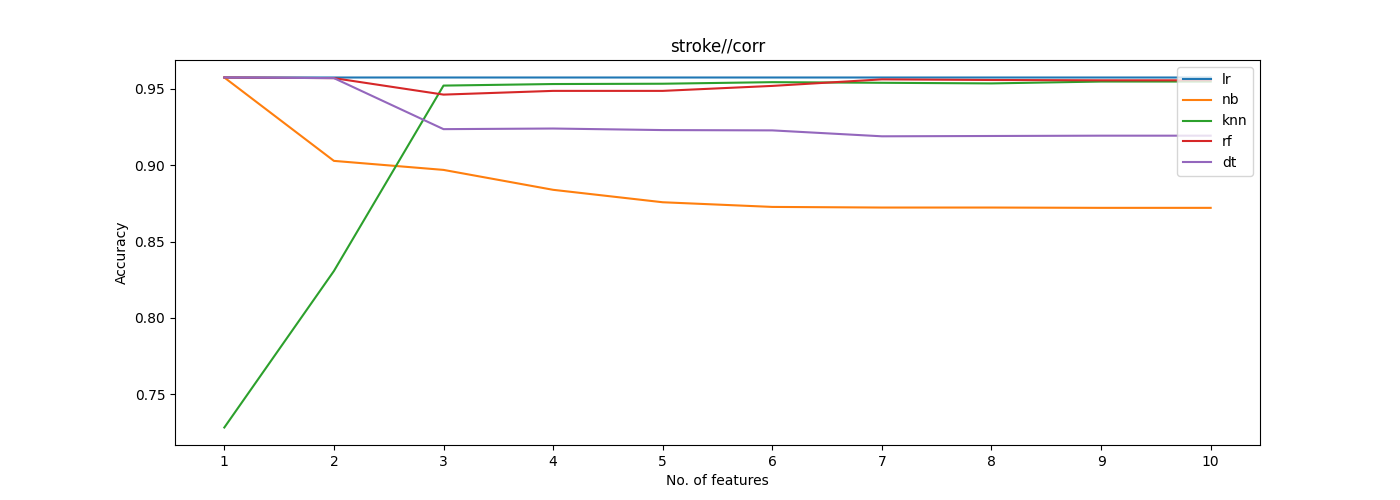 stroke//corr
Accuracy
0.95
0.90
0.85
0.80
0.75
1 2 3 4 5 6 7 8 9 10
No. of features
lr
nb
knn
rf
dt